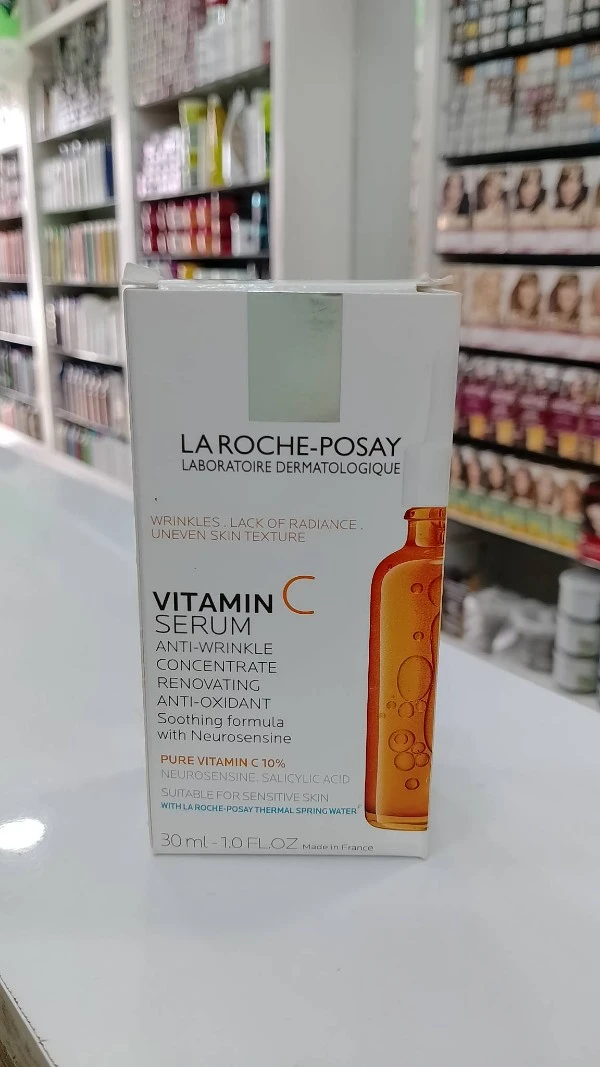 LA ROCHE-POSAY
LABORATOIRE DERMATOLOGIQUE
WRINKLES . LACK OF RADIANCE .
UNEVEN SKIN TEXTURE
VITAMIN C
SERUM
ANTI-WRINKLE
CONCENTRATE
RENOVATING
ANTI-OXIDANT
Soothing formula
with Neurosensine
PURE VITAMIN C 10%
NEUROSENSINE. SALICYLIC ACID
SUITABLE FOR SENSITIVE SKIN
WITH LA ROCHE-POSAY THERMAL SPRING WATER
30 ml - 1.0 FL.OZ Made in France